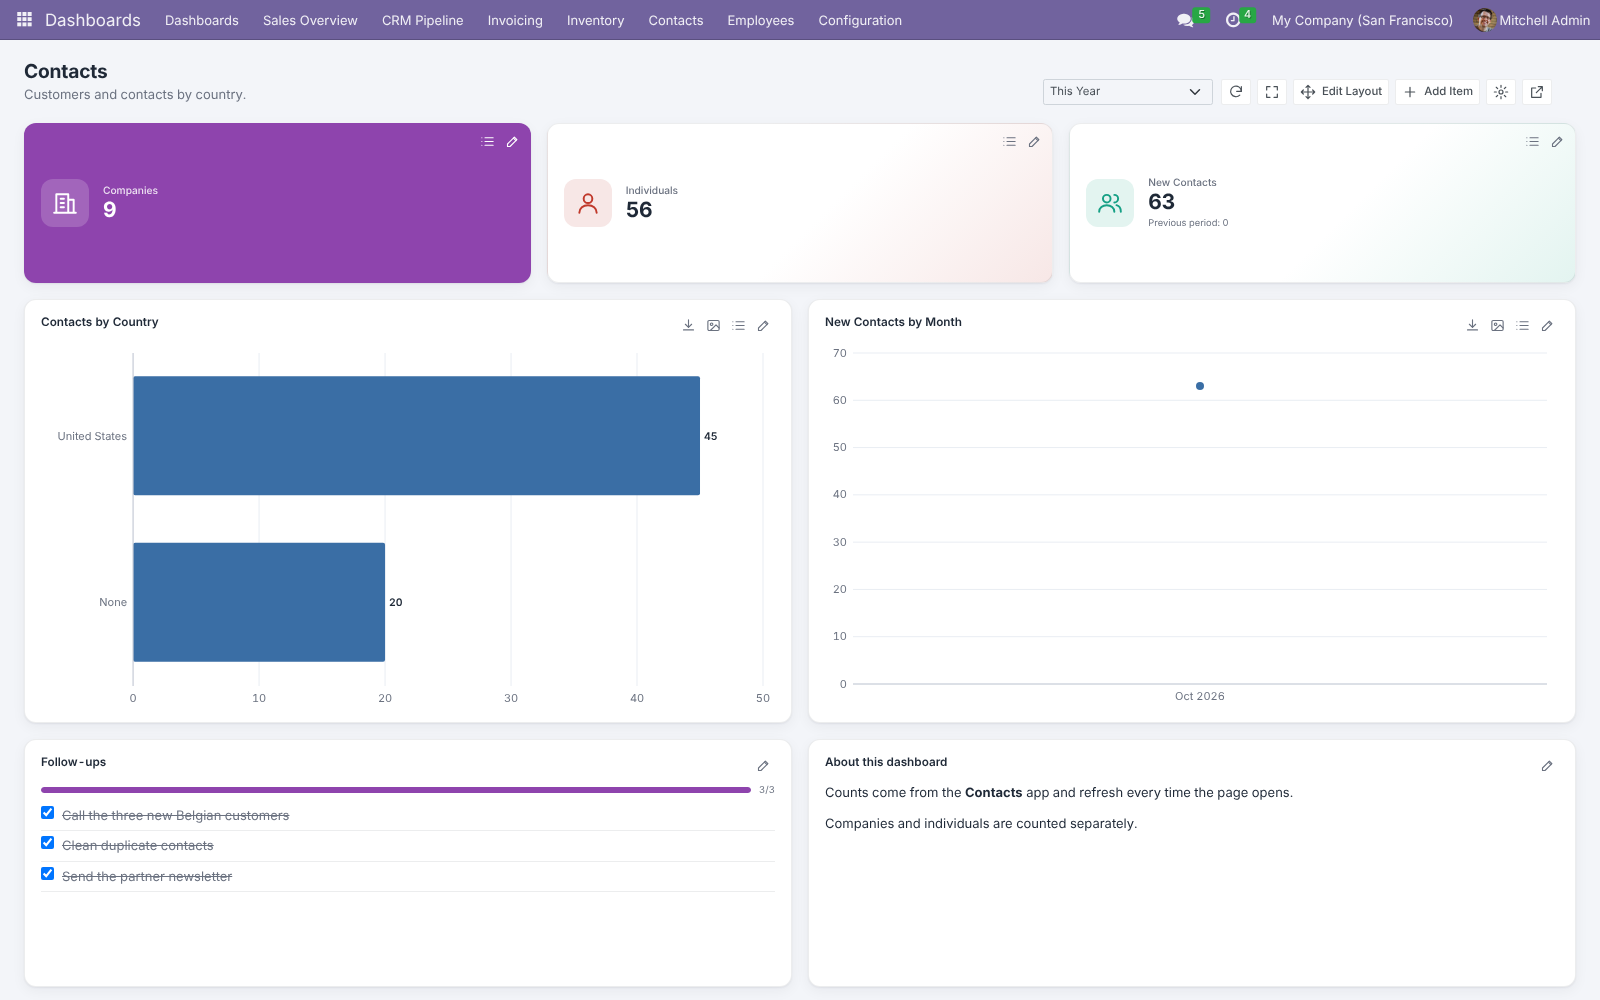 Dashboards
Dashboards Sales Overview CRM Pipeline Invoicing Inventory Contacts Employees Configuration
5 4 My Company (San Francisco) Mitchell Admin
Contacts
Customers and contacts by country.
This Year Edit Layout Add Item
Companies
9
Individuals
56
New Contacts
63
Previous period: 0
Contacts by Country
United States 45
None 20
0 10 20 30 40 50
New Contacts by Month
70
60
50
40
30
20
10
0
Oct 2026
Follow-ups
3/3
Call the three new Belgian customers
Clean duplicate contacts
Send the partner newsletter
About this dashboard
Counts come from the Contacts app and refresh every time the page opens.
Companies and individuals are counted separately.